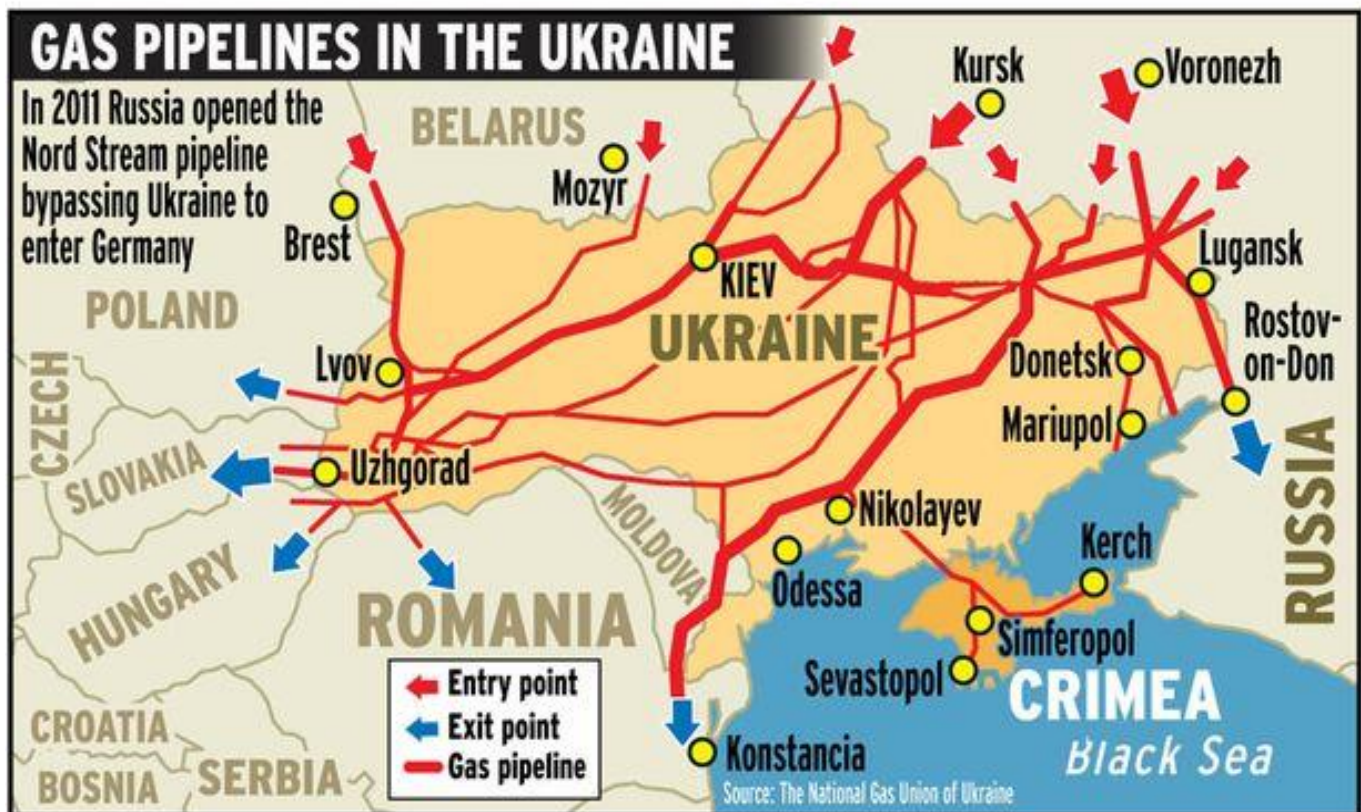 GAS PIPELINES IN THE UKRAINE
In 2011 Russia opened the
Nord Stream pipeline
bypassing Ukraine to
enter Germany
BELARUS
Kursk
Voronezh
Mozyr
Brest
KIEV
Lugansk
POLAND
UKRAINE
Rostov-
on-Don
Lvov
Donetsk
CZECH
Mariupol
SLOVAKIA
Uzhgorad
RUSSIA
MOLDOVA
Nikolayev
HUNGARY
Odessa
Kerch
ROMANIA
Simferopol
Sevastopol
CRIMEA
Black Sea
Entry point
Exit point
Gas pipeline
CROATIA
BOSNIA
SERBIA
Konstancia
Source: The National Gas Union of Ukraine